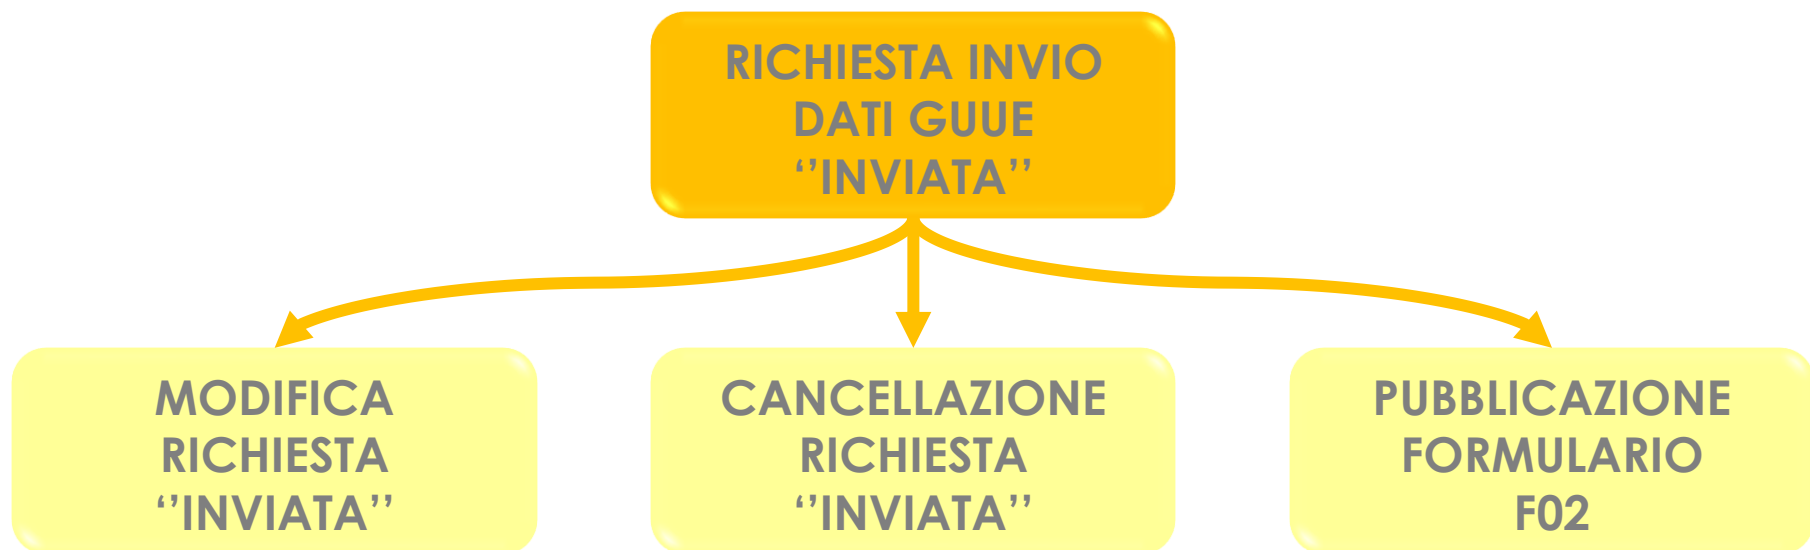 RICHIESTA INVIO
DATI GUUE
‘’INVIATA’’
MODIFICA
RICHIESTA
‘’INVIATA’’
CANCELLAZIONE
RICHIESTA
‘’INVIATA’’
PUBBLICAZIONE
FORMULARIO
F02